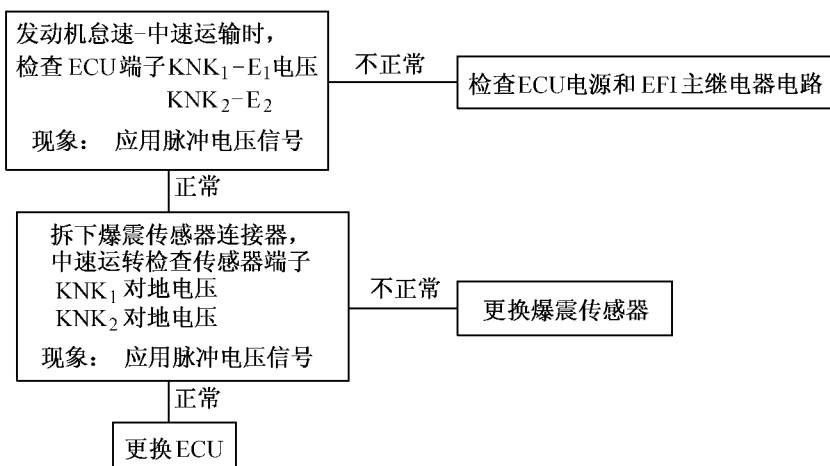 发动机怠速-中速运输时，
检查ECU端子KNK₁-E₁电压
KNK₂-E₂
现象： 应用脉冲电压信号
不正常
检查ECU电源和EFI主继电器电路
正常
拆下爆震传感器连接器，
中速运转检查传感器端子
KNK₁对地电压
KNK₂对地电压
现象： 应用脉冲电压信号
不正常
更换爆震传感器
正常
更换ECU